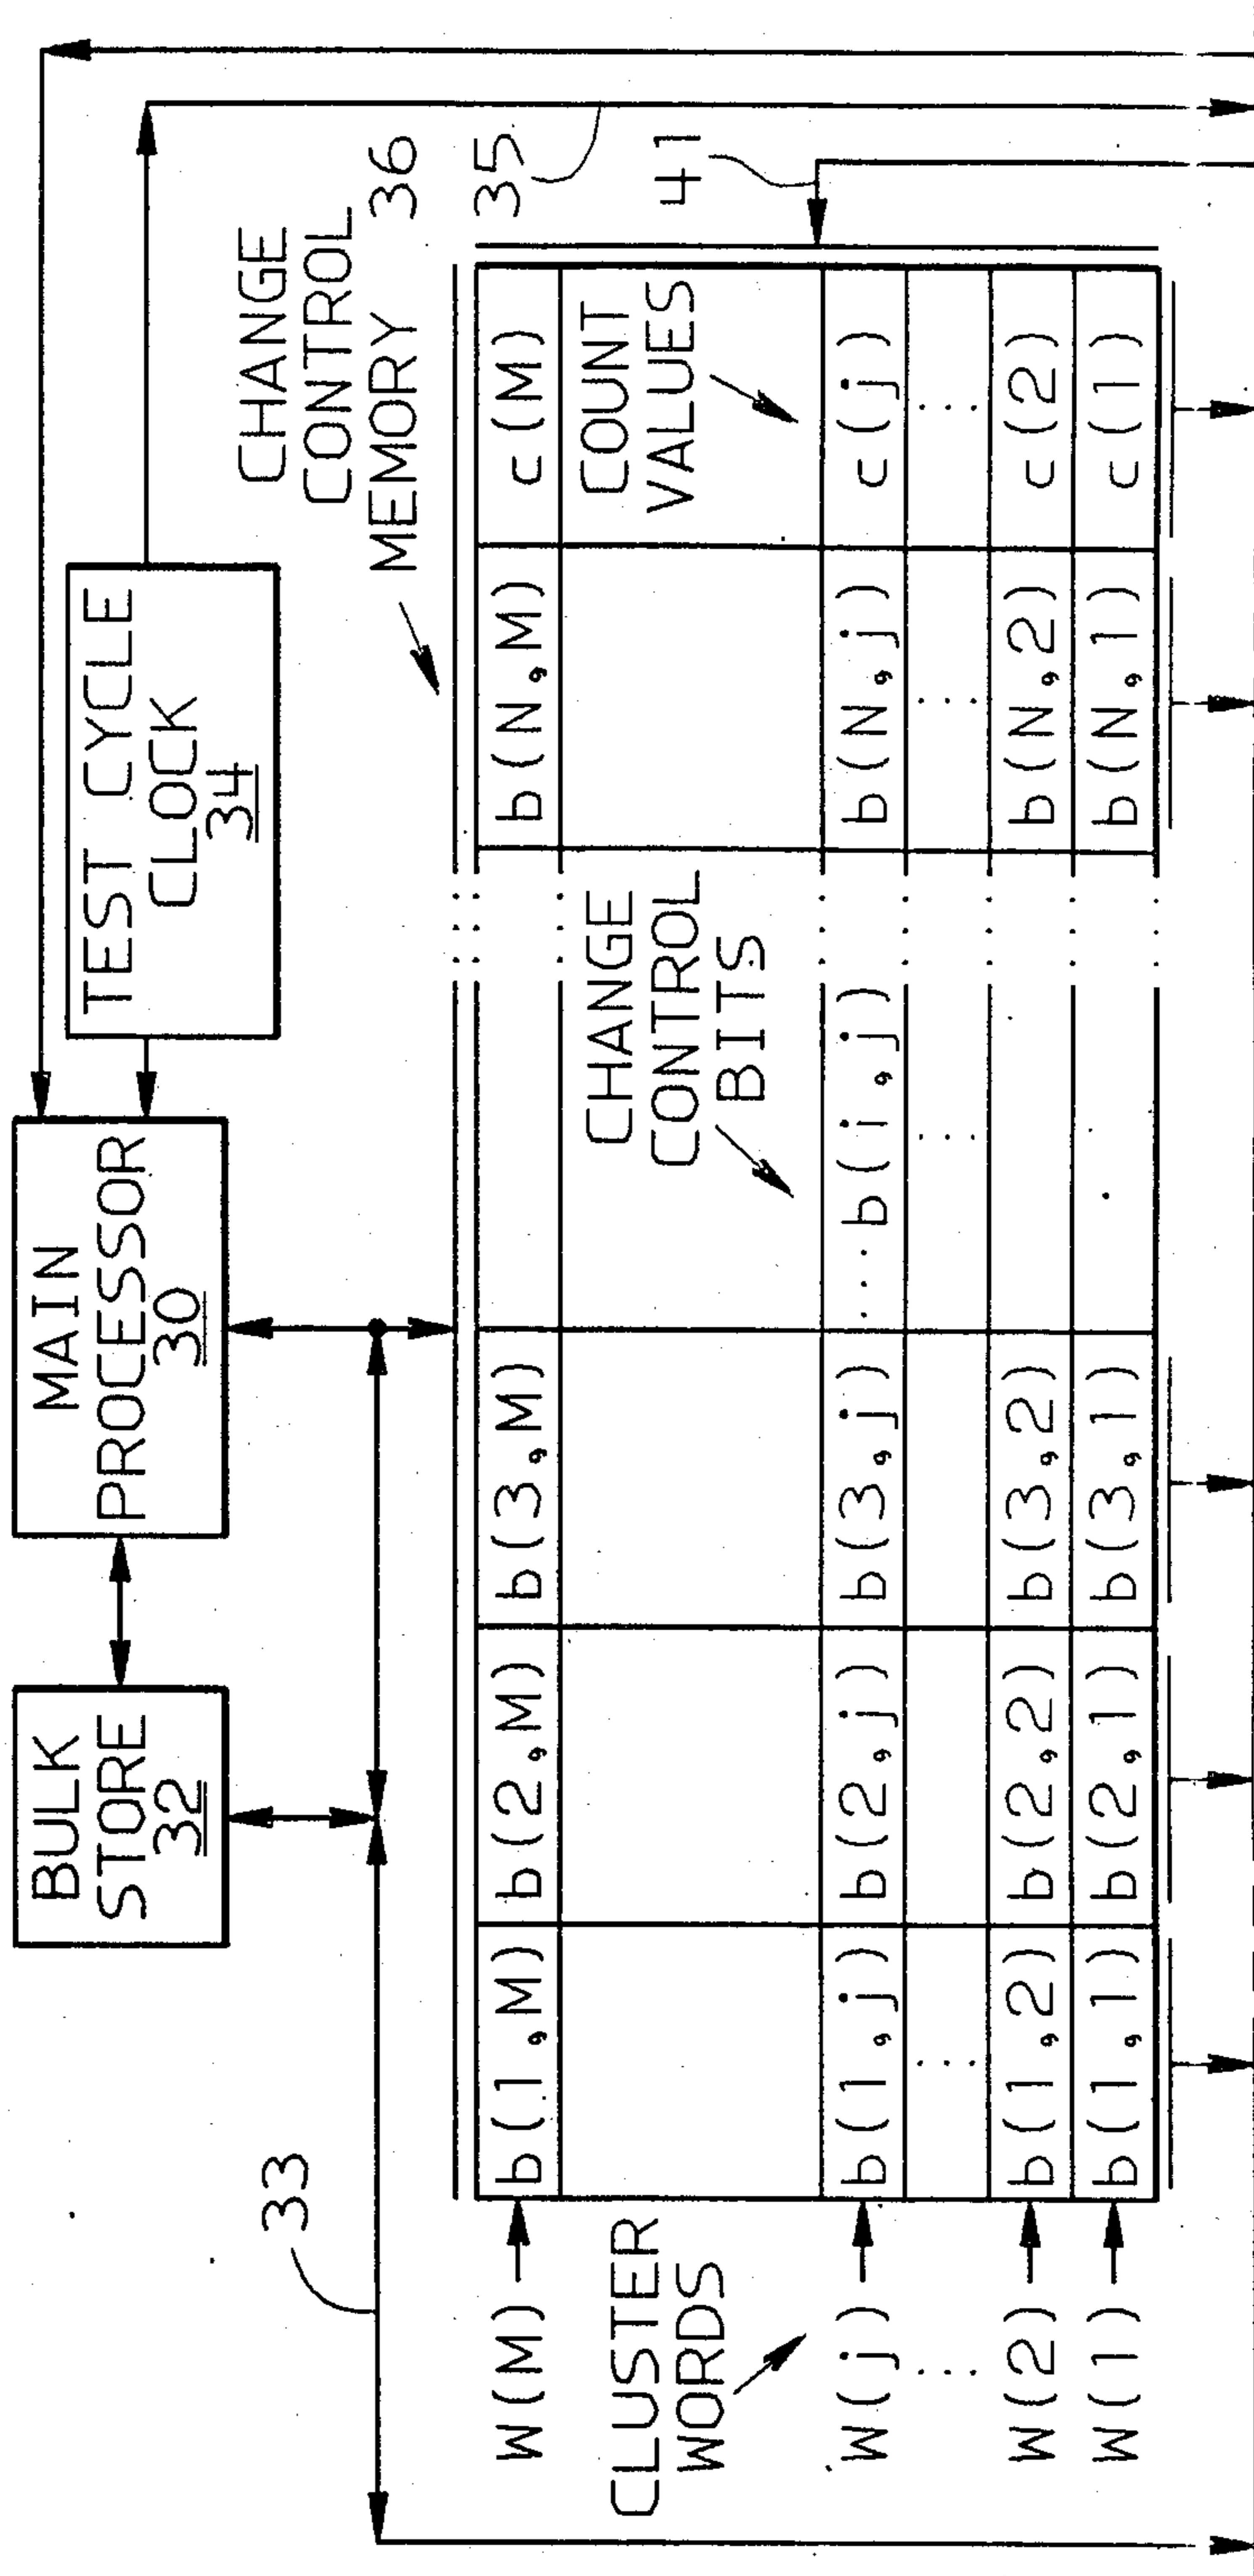 BULK
STORE
32
MAIN
PROCESSOR
30
TEST CYCLE
CLOCK
34
33
CHANGE
CONTROL
MEMORY 36
35
41
W(M) b(1,M) b(2,M) b(3,M) b(N,M) c(M)
CLUSTER
WORDS
CHANGE
CONTROL
BITS
COUNT
VALUES
W(j) b(1,j) b(2,j) b(3,j) ...b(i,j) ... b(N,j) c(j)
... ... ... ... ...
W(2) b(1,2) b(2,2) b(3,2) ... b(N,2) c(2)
W(1) b(1,1) b(2,1) b(3,1) ... b(N,1) c(1)